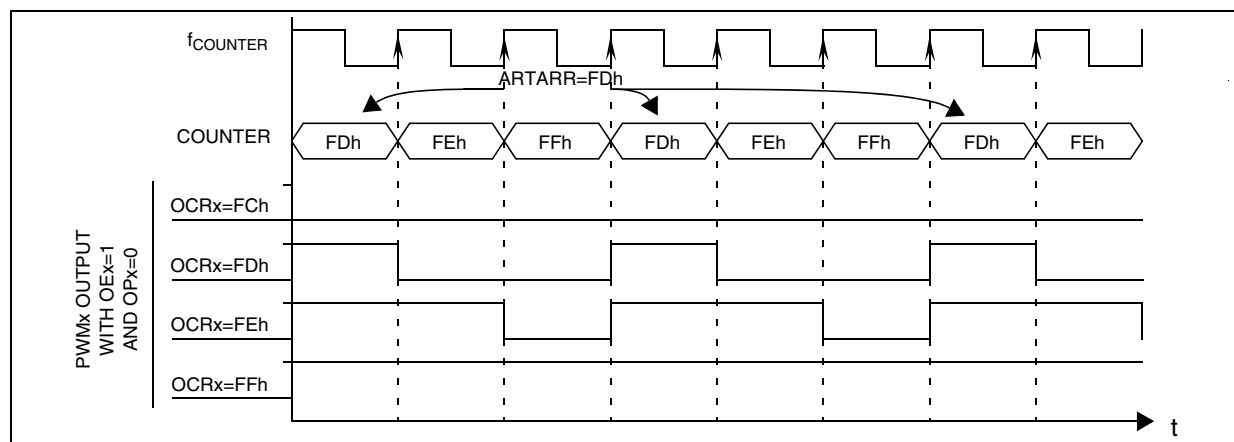 fCOUNTER
ARTARR=FDh
COUNTER
FDh FEh FFh FDh FEh FFh FDh FEh
PWMx OUTPUT
WITH OEx=1
AND OPx=0
OCRx=FCh
OCRx=FDh
OCRx=FEh
OCRx=FFh
t